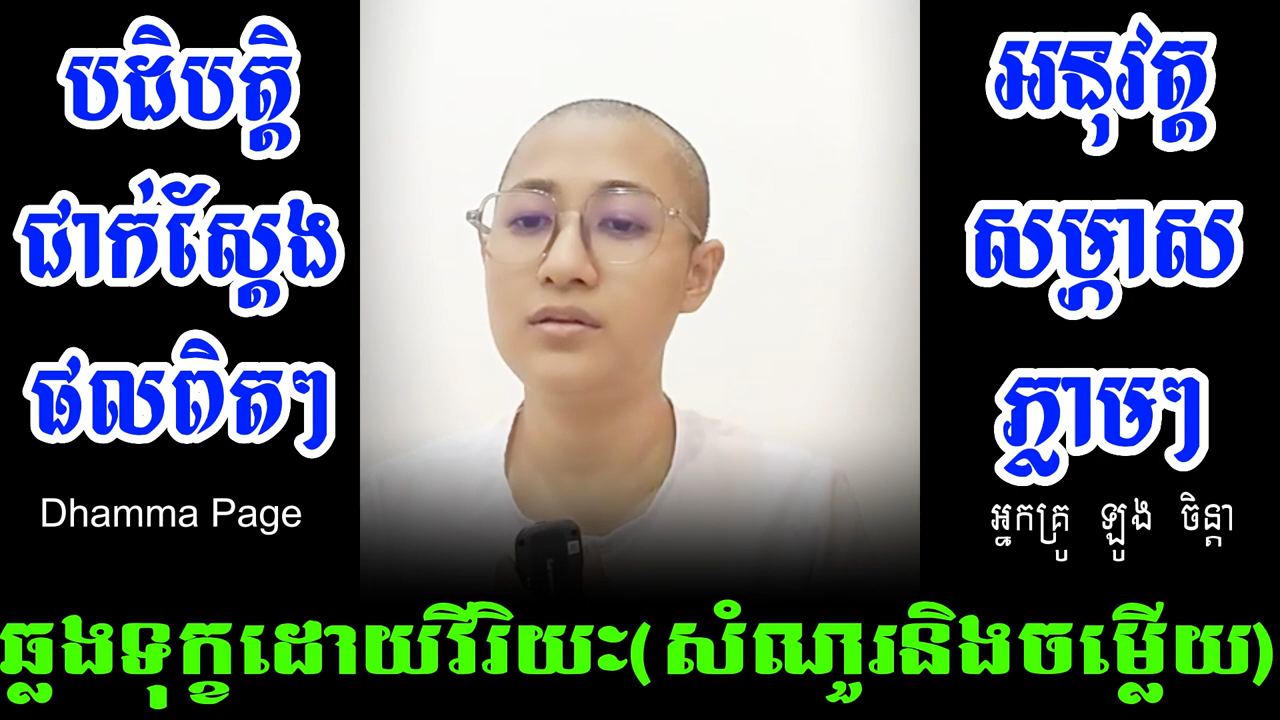 បដិបត្តិ
ជាក់ស្តែង
ផលពិតៗ
Dhamma Page
អនុវត្ត
សម្ភាស
ភ្លាមៗ
អ្នកគ្រូ ឡុង ចិន្តា
ឆ្លងទុក្ខដោយវីរិយៈ(សំណួរនិងចម្លើយ)